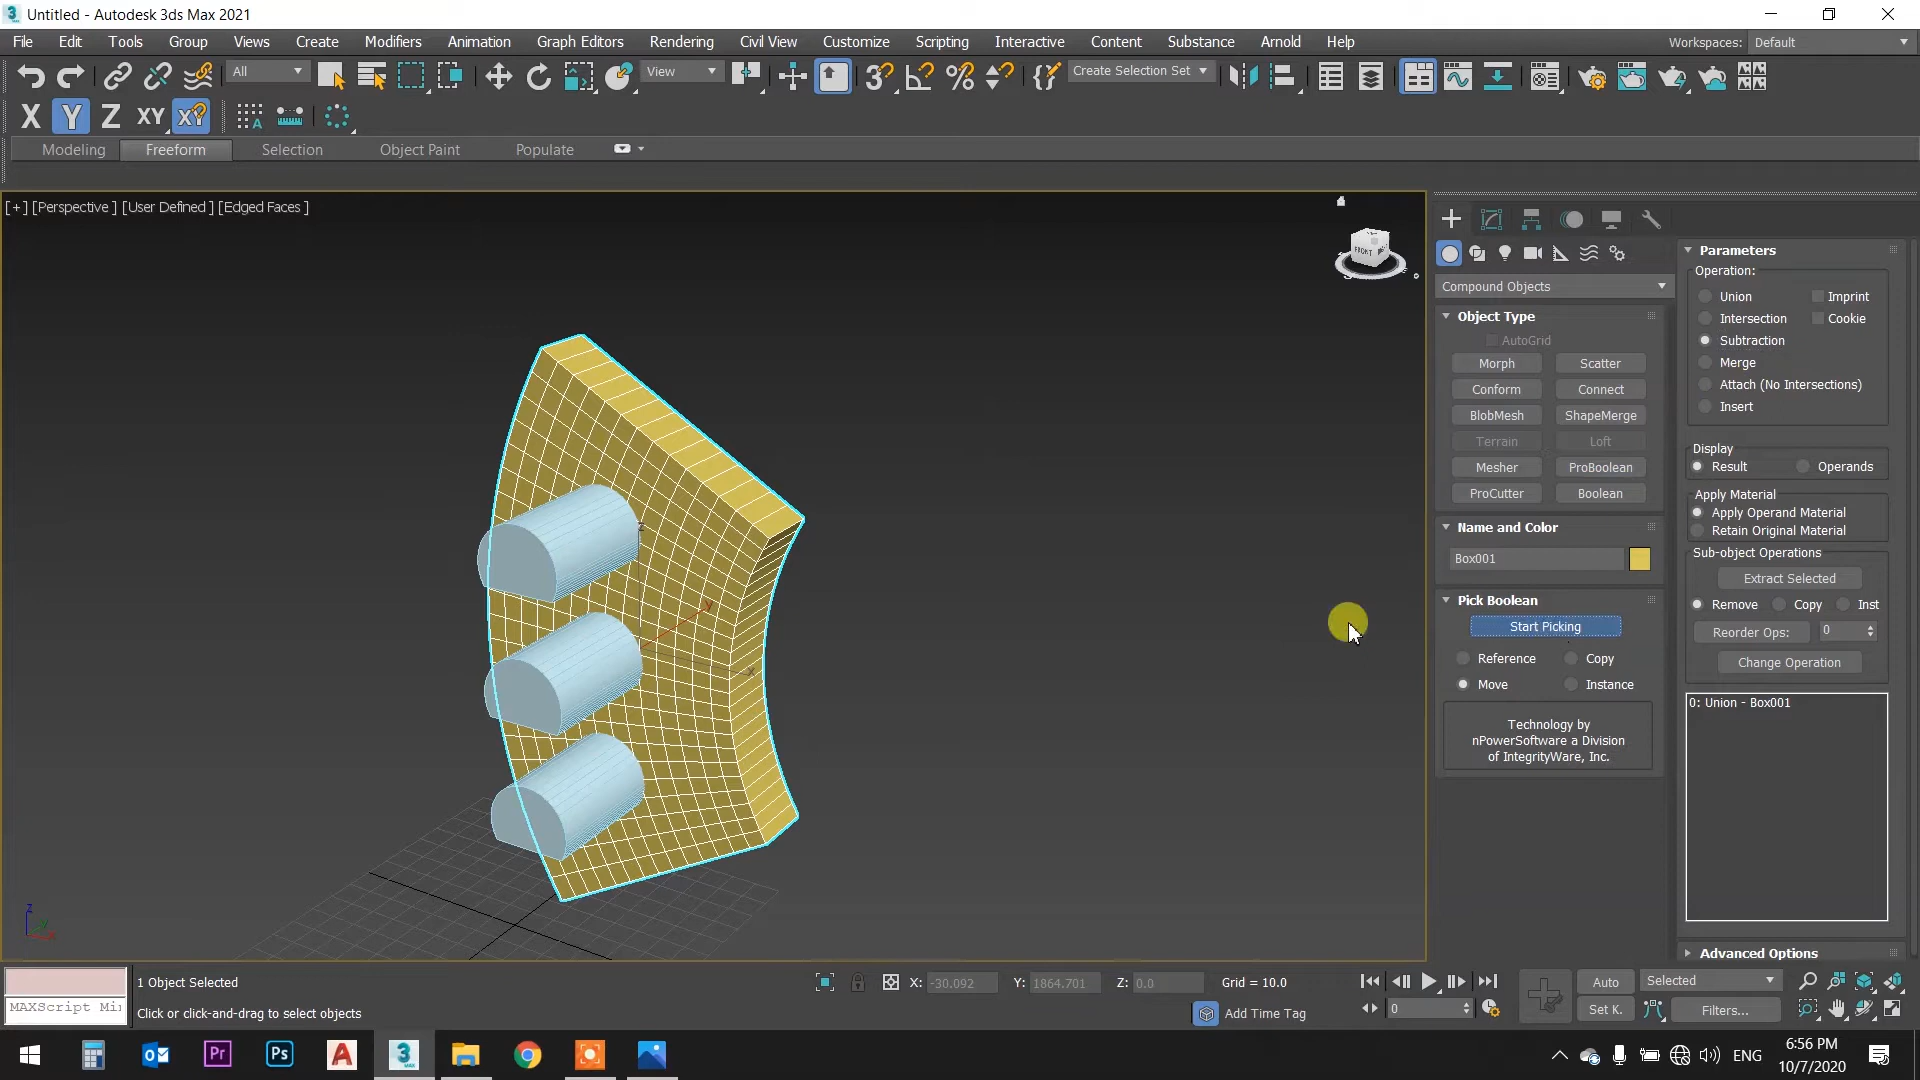 Untitled - Autodesk 3ds Max 2021
File Edit Tools Group Views Create Modifiers Animation Graph Editors Rendering Civil View Customize Scripting Interactive Content Substance Arnold Help Workspaces: Default
All View Create Selection Set
X Y Z XY
Modeling Freeform Selection Object Paint Populate
[+] [Perspective ] [User Defined ] [Edged Faces ]
FRONT
z
y
x
Compound Objects
Object Type
AutoGrid
Morph Scatter
Conform Connect
BlobMesh ShapeMerge
Terrain Loft
Mesher ProBoolean
ProCutter Boolean
Name and Color
Box001
Pick Boolean
Start Picking
Reference Copy
Move Instance
Technology by
nPowerSoftware a Division
of IntegrityWare, Inc.
Parameters
Operation:
Union Imprint
Intersection Cookie
Subtraction
Merge
Attach (No Intersections)
Insert
Display
Result Operands
Apply Material
Apply Operand Material
Retain Original Material
Sub-object Operations
Extract Selected
Remove Copy Inst
Reorder Ops: 0
Change Operation
0: Union - Box001
Advanced Options
1 Object Selected
Click or click-and-drag to select objects
MAXScript Mi
X: -30.092 Y: 1864.701 Z: 0.0 Grid = 10.0
Add Time Tag
0
Auto Selected
Set K. Filters...
ENG
6:56 PM
10/7/2020